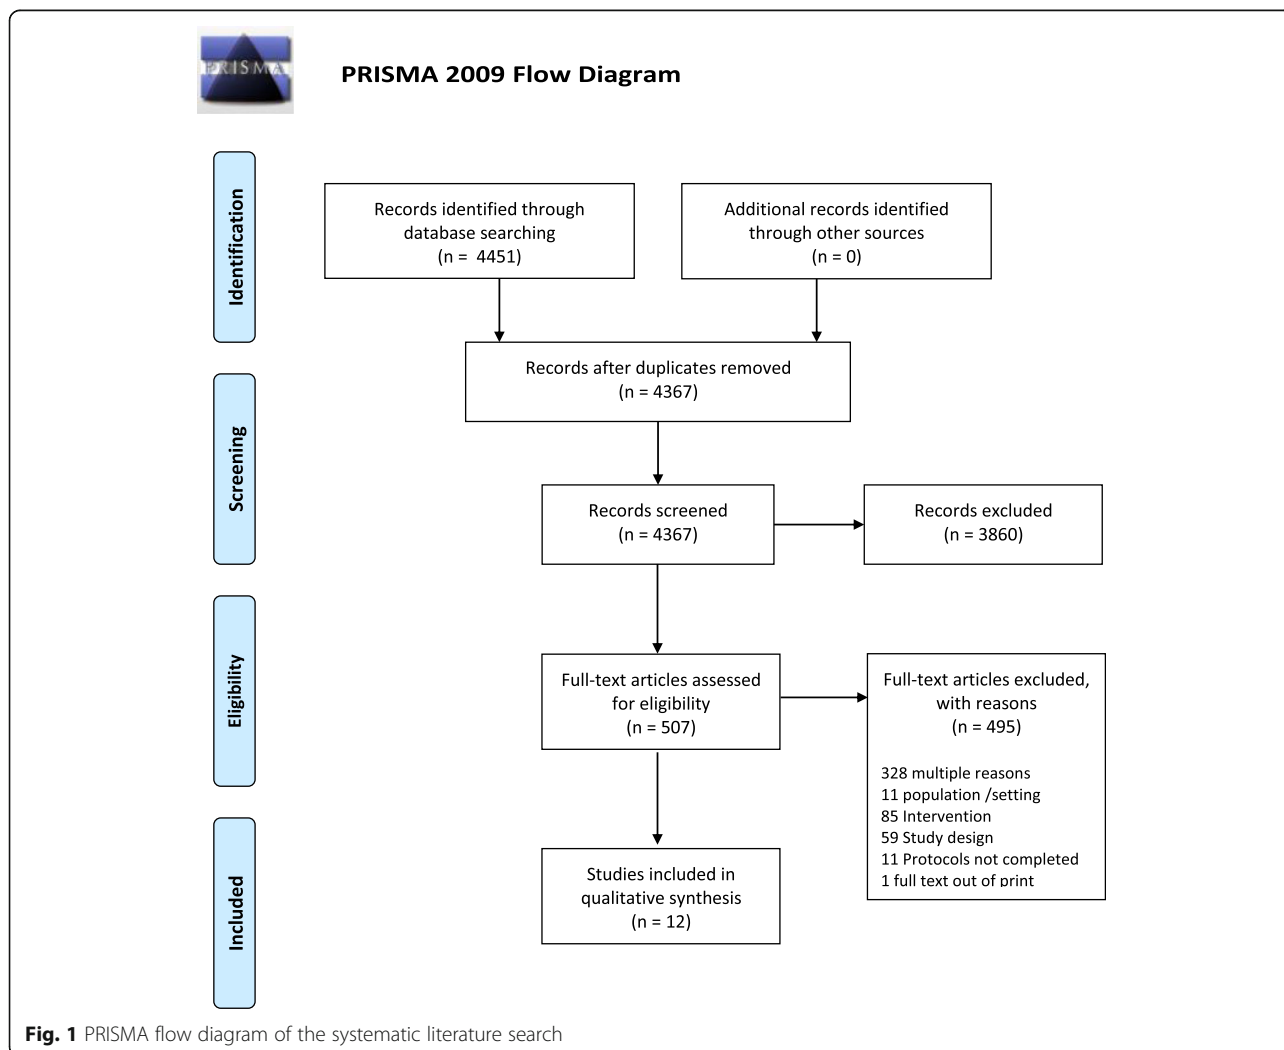 PRISMA
PRISMA 2009 Flow Diagram
Identification
Records identified through
database searching
(n = 4451)
Additional records identified
through other sources
(n = 0)
Records after duplicates removed
(n = 4367)
Screening
Records screened
(n = 4367)
Records excluded
(n = 3860)
Eligibility
Full-text articles assessed
for eligibility
(n = 507)
Full-text articles excluded,
with reasons
(n = 495)
328 multiple reasons
11 population /setting
85 Intervention
59 Study design
11 Protocols not completed
1 full text out of print
Included
Studies included in
qualitative synthesis
(n = 12)
Fig. 1 PRISMA flow diagram of the systematic literature search